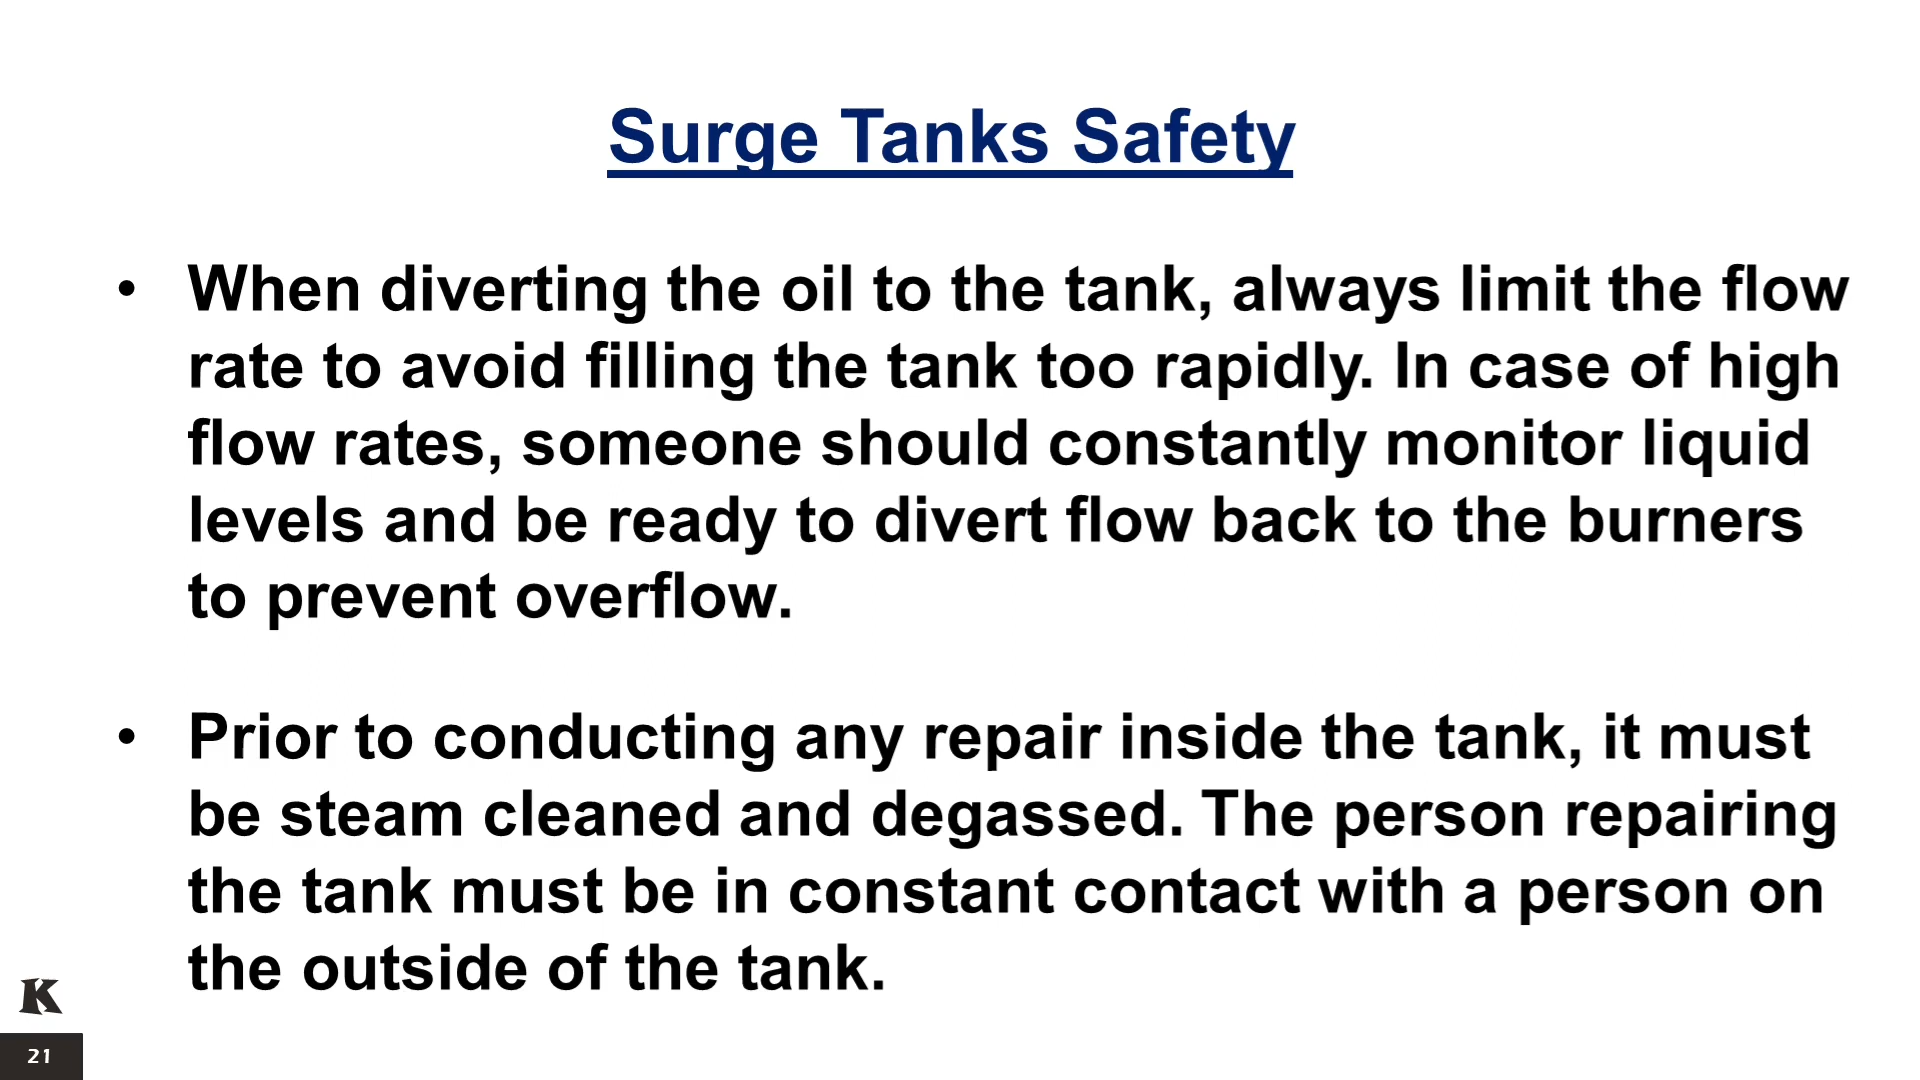 Surge Tanks Safety
• When diverting the oil to the tank, always limit the flow
rate to avoid filling the tank too rapidly. In case of high
flow rates, someone should constantly monitor liquid
levels and be ready to divert flow back to the burners
to prevent overflow.
• Prior to conducting any repair inside the tank, it must
be steam cleaned and degassed. The person repairing
the tank must be in constant contact with a person on
the outside of the tank.
K
21